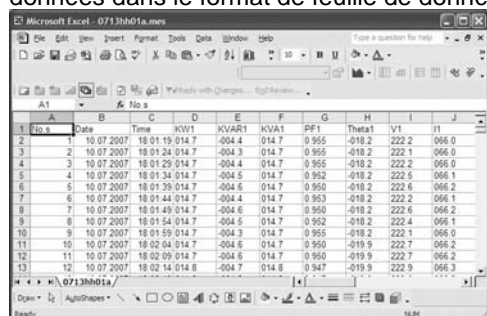 données dans le format de feuille de donné
Microsoft Excel - 0713hh01a.mes
File Edit View Insert Format Tools Data Window Help Type a question for help
10 B U
Reply with Changes... End Review...
A1 fx No.s
A B C D E F G H I J
1 No.s Date Time KW1 KVAR1 KVA1 PF1 Theta1 V1 I1
2 1 10.07.2007 18:01:19 014.7 -004.4 014.7 0.955 -018.2 222.2 066.0
3 2 10.07.2007 18:01:24 014.7 -004.3 014.7 0.955 -018.2 222.1 066.0
4 3 10.07.2007 18:01:29 014.7 -004.4 014.7 0.955 -018.2 222.2 066.0
5 4 10.07.2007 18:01:34 014.7 -004.5 014.7 0.952 -018.2 222.5 066.1
6 5 10.07.2007 18:01:39 014.7 -004.6 014.7 0.950 -018.2 222.6 066.2
7 6 10.07.2007 18:01:44 014.7 -004.4 014.7 0.953 -018.2 222.2 066.1
8 7 10.07.2007 18:01:49 014.7 -004.6 014.7 0.950 -018.2 222.6 066.2
9 8 10.07.2007 18:01:54 014.7 -004.5 014.7 0.952 -018.2 222.4 066.1
10 9 10.07.2007 18:01:59 014.7 -004.3 014.7 0.955 -018.2 222.1 066.0
11 10 10.07.2007 18:02:04 014.7 -004.6 014.7 0.950 -019.9 222.7 066.2
12 11 10.07.2007 18:02:09 014.7 -004.6 014.7 0.950 -019.9 222.7 066.2
13 12 10.07.2007 18:02:14 014.8 -004.7 014.8 0.947 -019.9 222.9 066.3
0713hh01a
Draw AutoShapes
Ready NUM